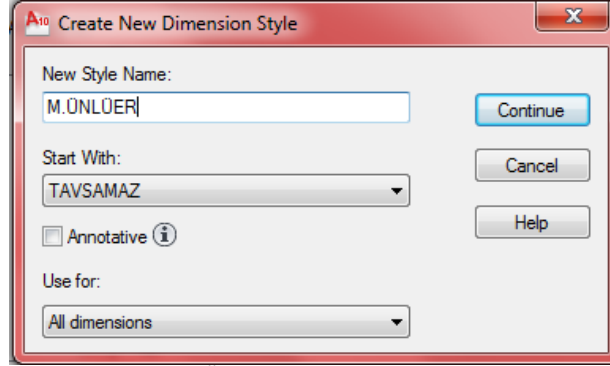 A10 Create New Dimension Style
New Style Name:
M.ÜNLÜER
Continue
Start With:
TAVSAMAZ
Cancel
Annotative
Help
Use for:
All dimensions